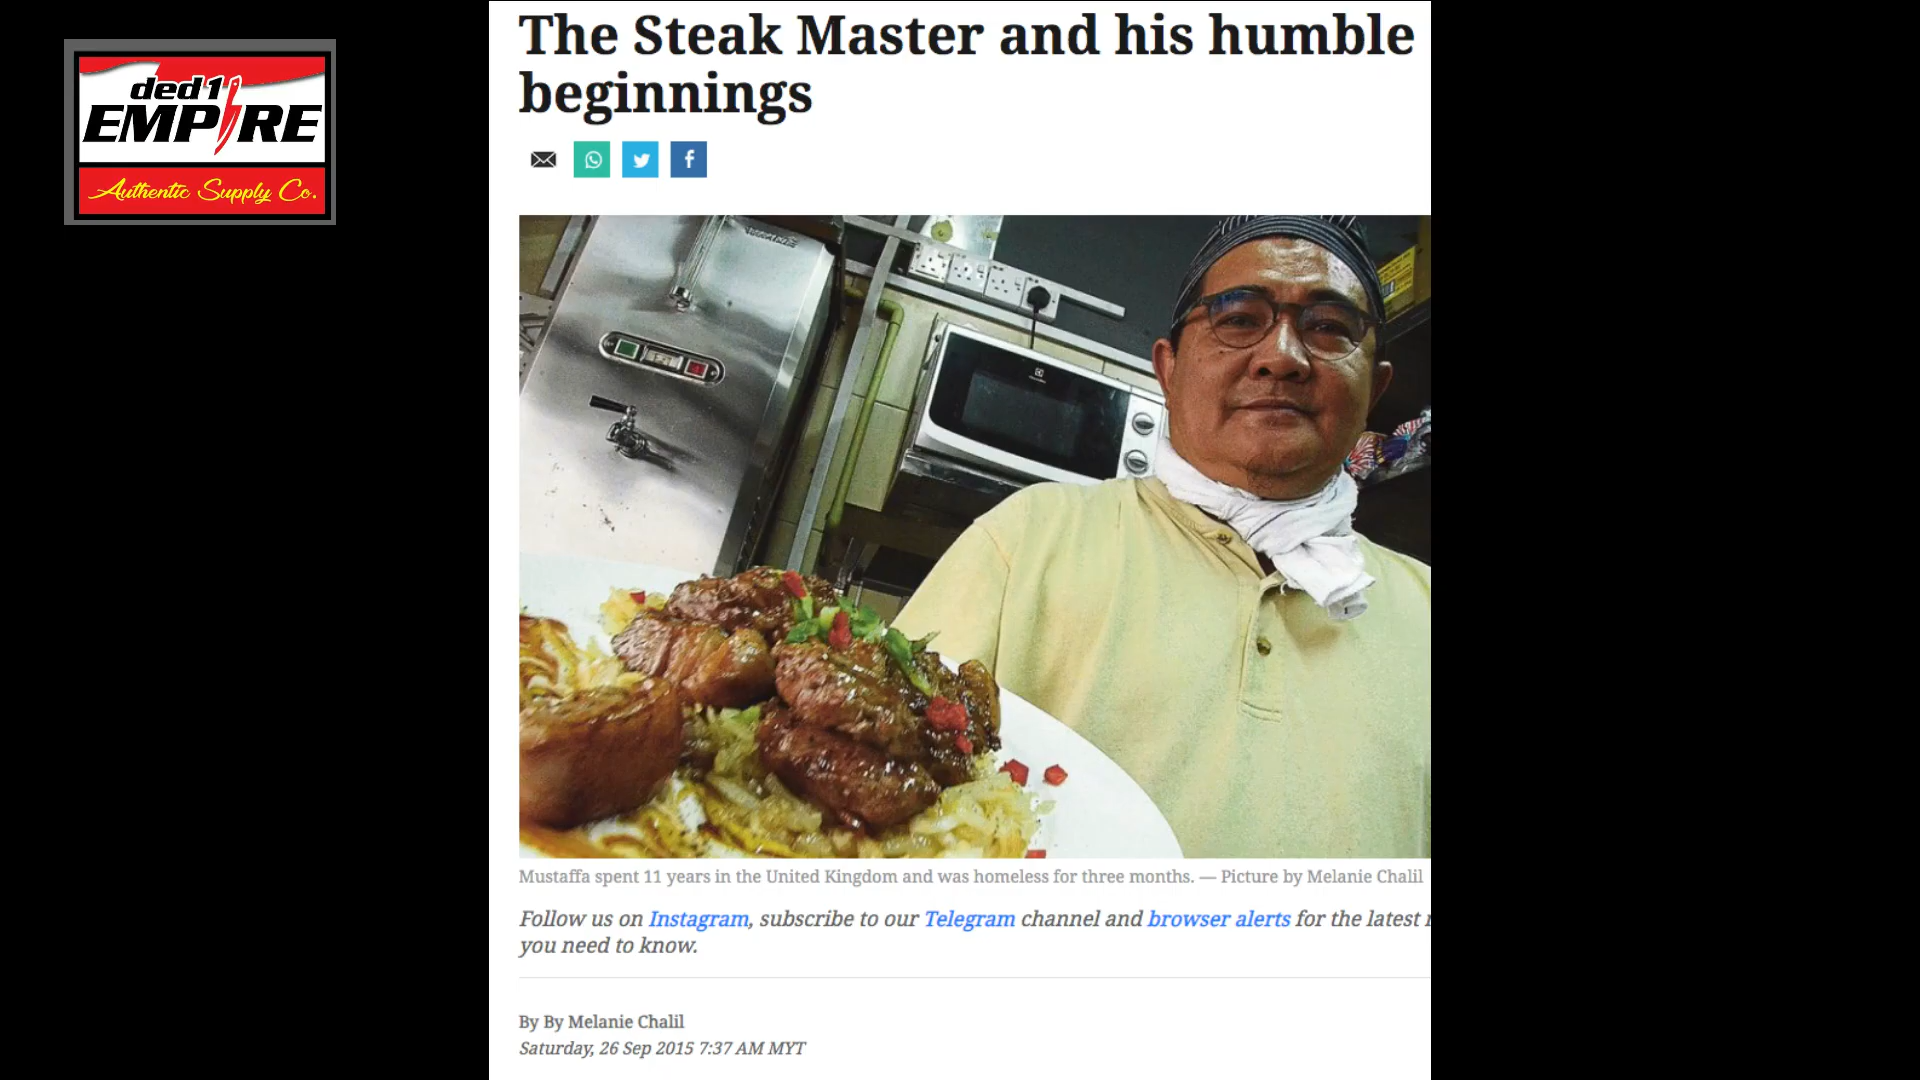 The Steak Master and his humble
beginnings
ded1
EMPIRE
Authentic Supply Co.
Mustaffa spent 11 years in the United Kingdom and was homeless for three months. — Picture by Melanie Chalil
Follow us on Instagram, subscribe to our Telegram channel and browser alerts for the latest
you need to know.
By By Melanie Chalil
Saturday, 26 Sep 2015 7:37 AM MYT